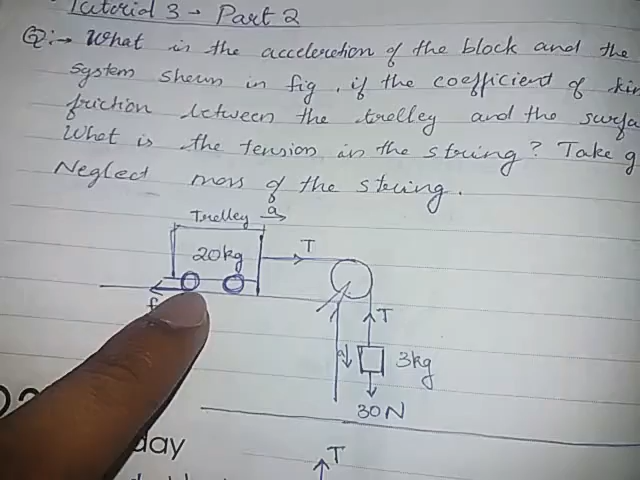 Tutorial 3 → Part 2
Q:→ What is the acceleration of the block and the
system shown in fig, if the coefficient of kin
friction between the trolley and the surfa
What is the tension in the string? Take g
Neglect mass of the string.
Trolley a
20kg
T
f
T
a
3kg
30N
day
T